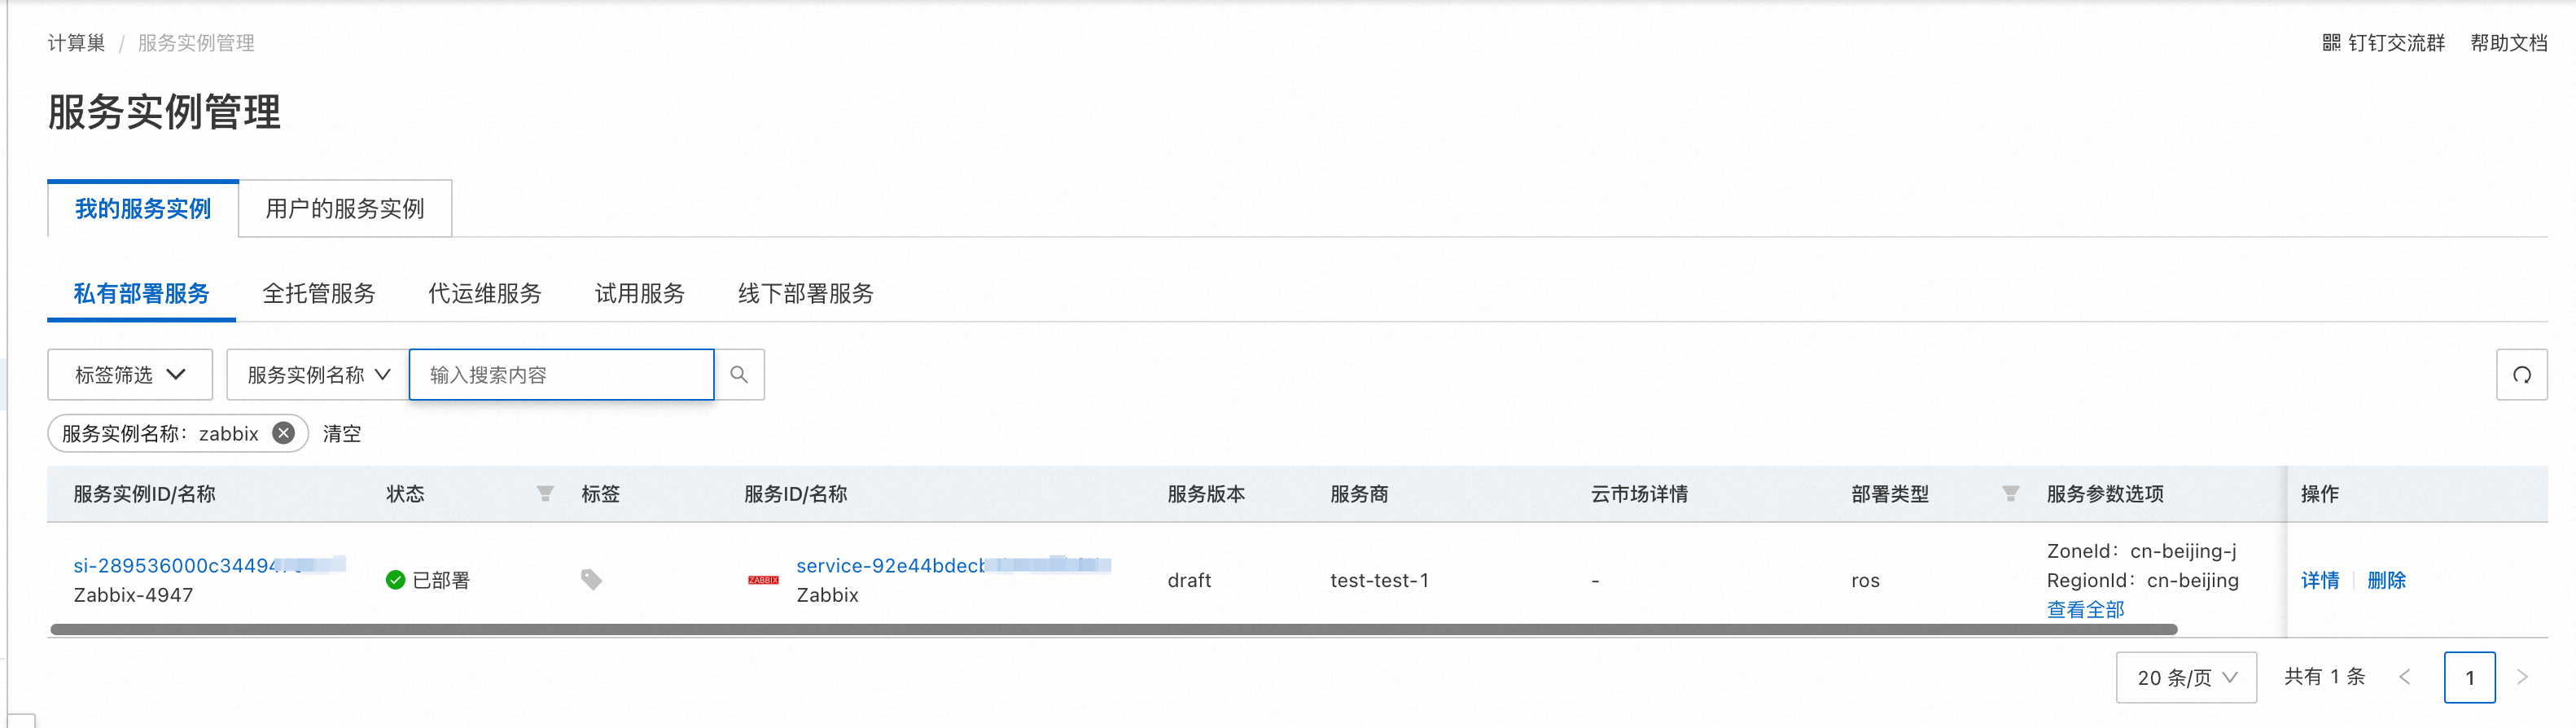 计算巢 / 服务实例管理
钉钉交流群 帮助文档
服务实例管理
我的服务实例 用户的服务实例
私有部署服务 全托管服务 代运维服务 试用服务 线下部署服务
标签筛选 服务实例名称 输入搜索内容
服务实例名称：zabbix 清空
服务实例ID/名称 状态 标签 服务ID/名称 服务版本 服务商 云市场详情 部署类型 服务参数选项 操作
si-289536000c34494
Zabbix-4947
已部署
ZABBIX
service-92e44bdecb
Zabbix
draft
test-test-1
-
ros
ZoneId：cn-beijing-j
RegionId：cn-beijing
查看全部
详情 删除
20 条/页 共有 1 条 < 1 >